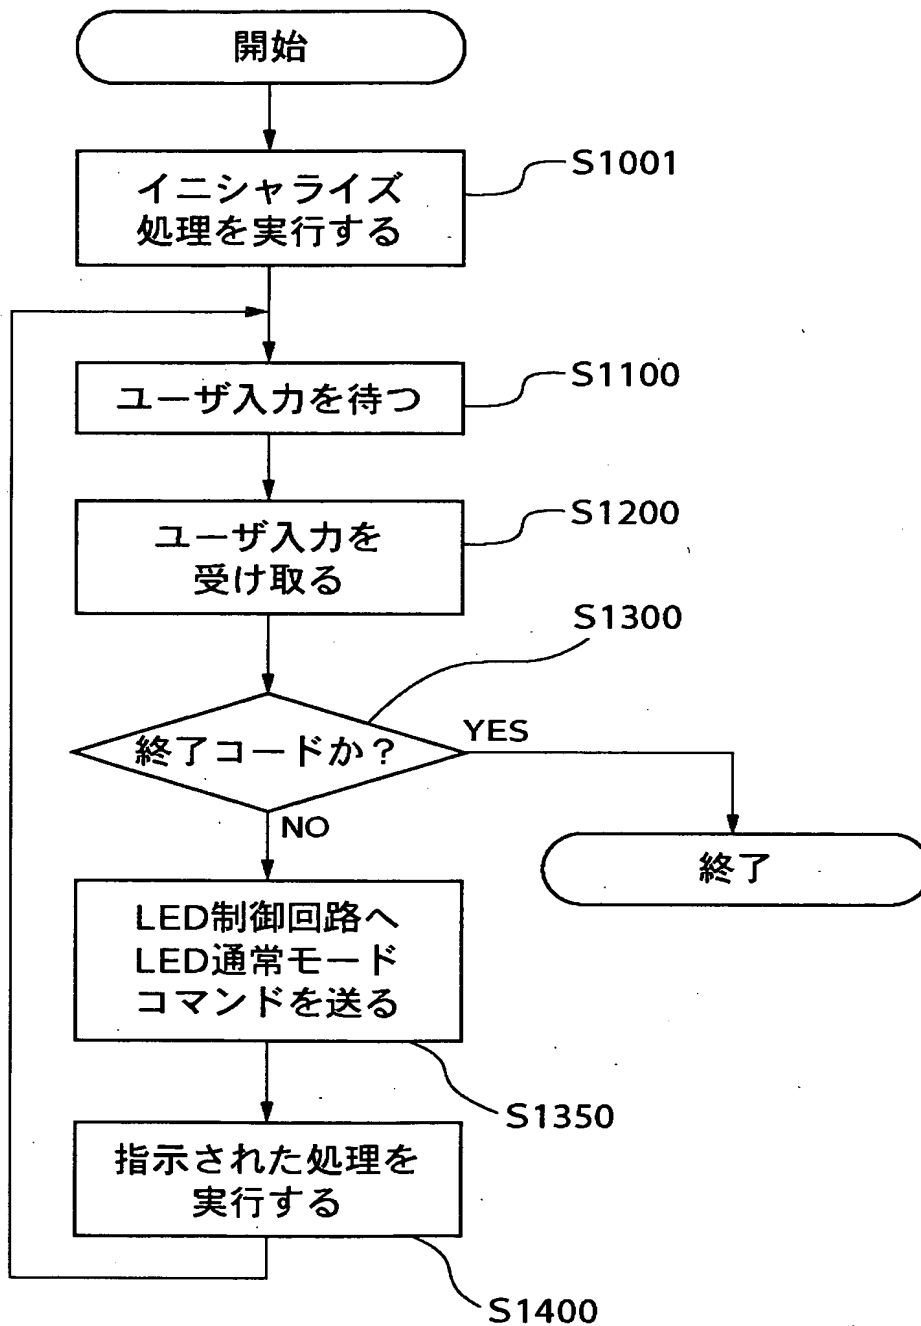 開始
イニシャライズ
処理を実行する
S1001
ユーザ入力を待つ
S1100
ユーザ入力を
受け取る
S1200
S1300
終了コードか?
YES
NO
終了
LED制御回路へ
LED通常モード
コマンドを送る
S1350
指示された処理を
実行する
S1400